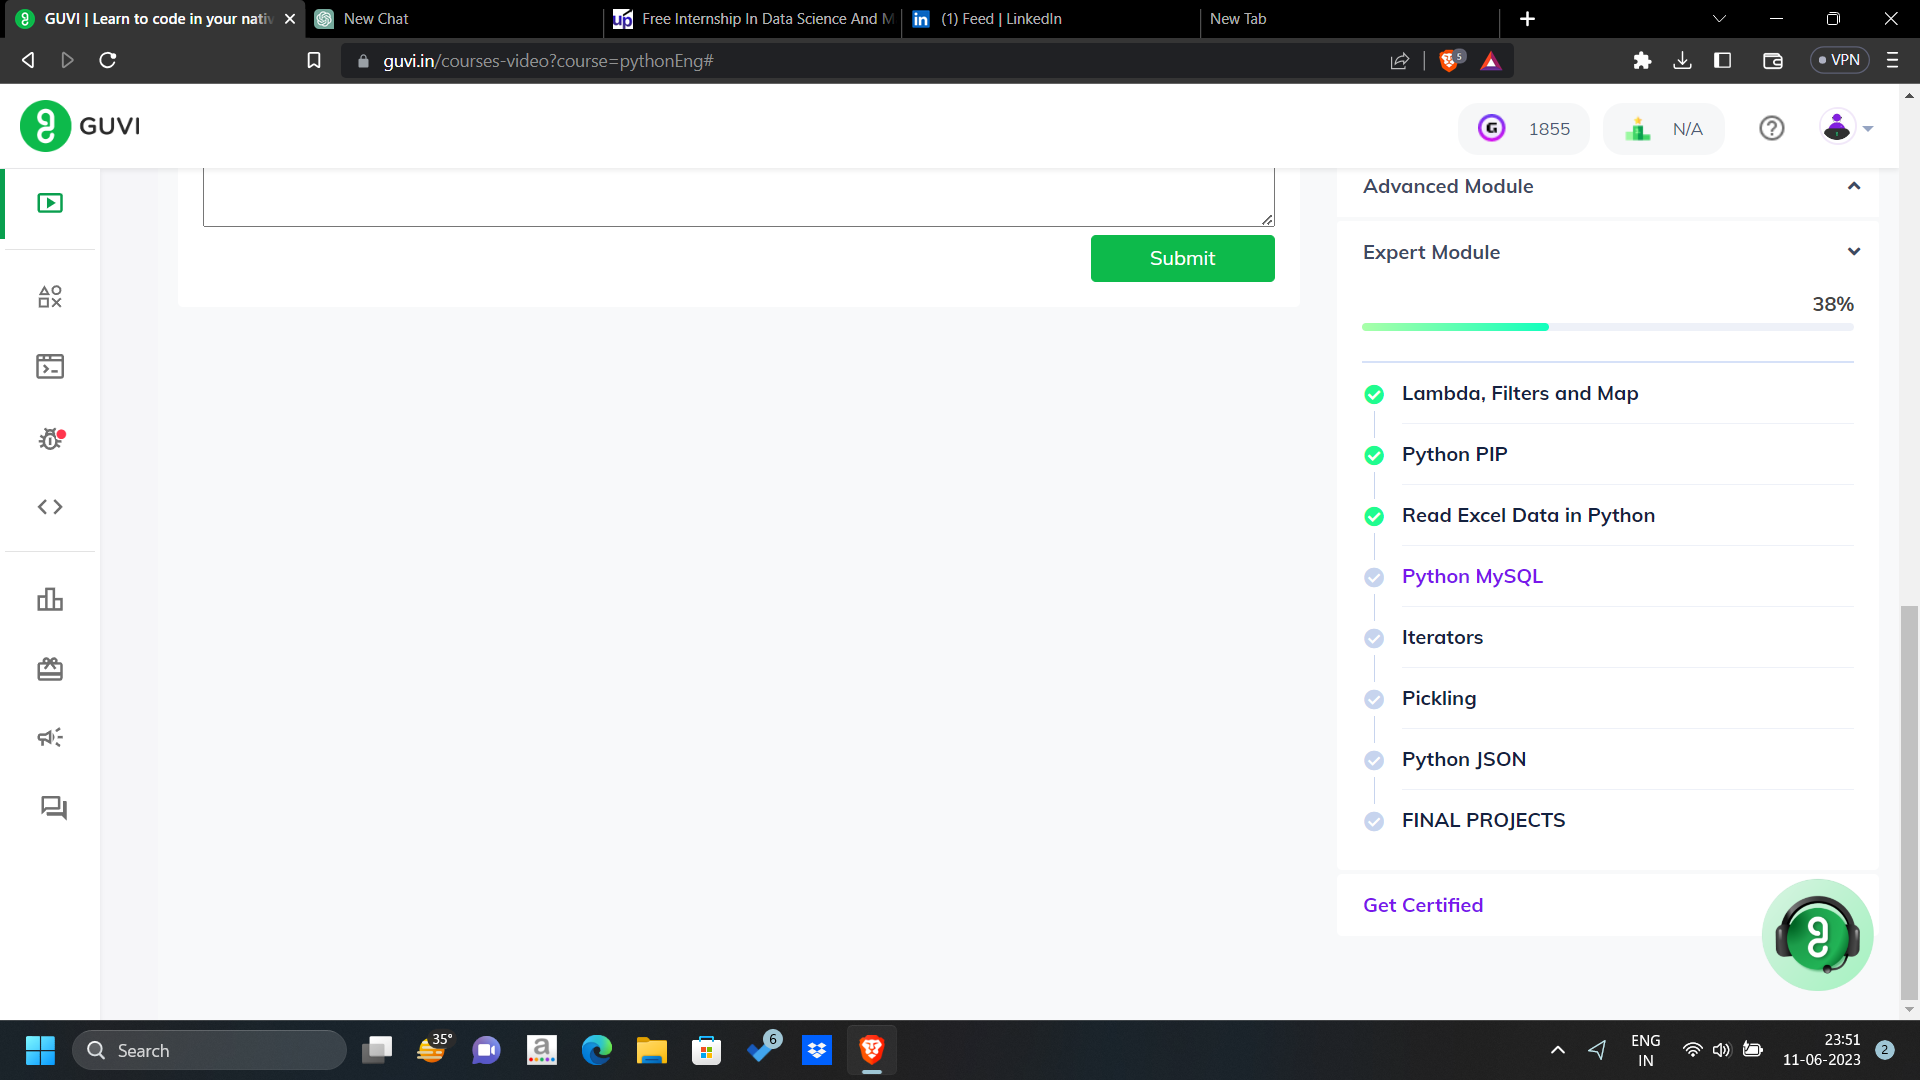 GUVI | Learn to code in your nativ
New Chat
up
Free Internship In Data Science And M
in
(1) Feed | LinkedIn
New Tab
guvi.in/courses-video?course=pythonEng#
5
VPN
GUVI
G
1855
N/A
Advanced Module
Submit
Expert Module
38%
Lambda, Filters and Map
Python PIP
Read Excel Data in Python
Python MySQL
Iterators
Pickling
Python JSON
FINAL PROJECTS
Get Certified
Search
35°
a
6
ENG
IN
23:51
11-06-2023
2